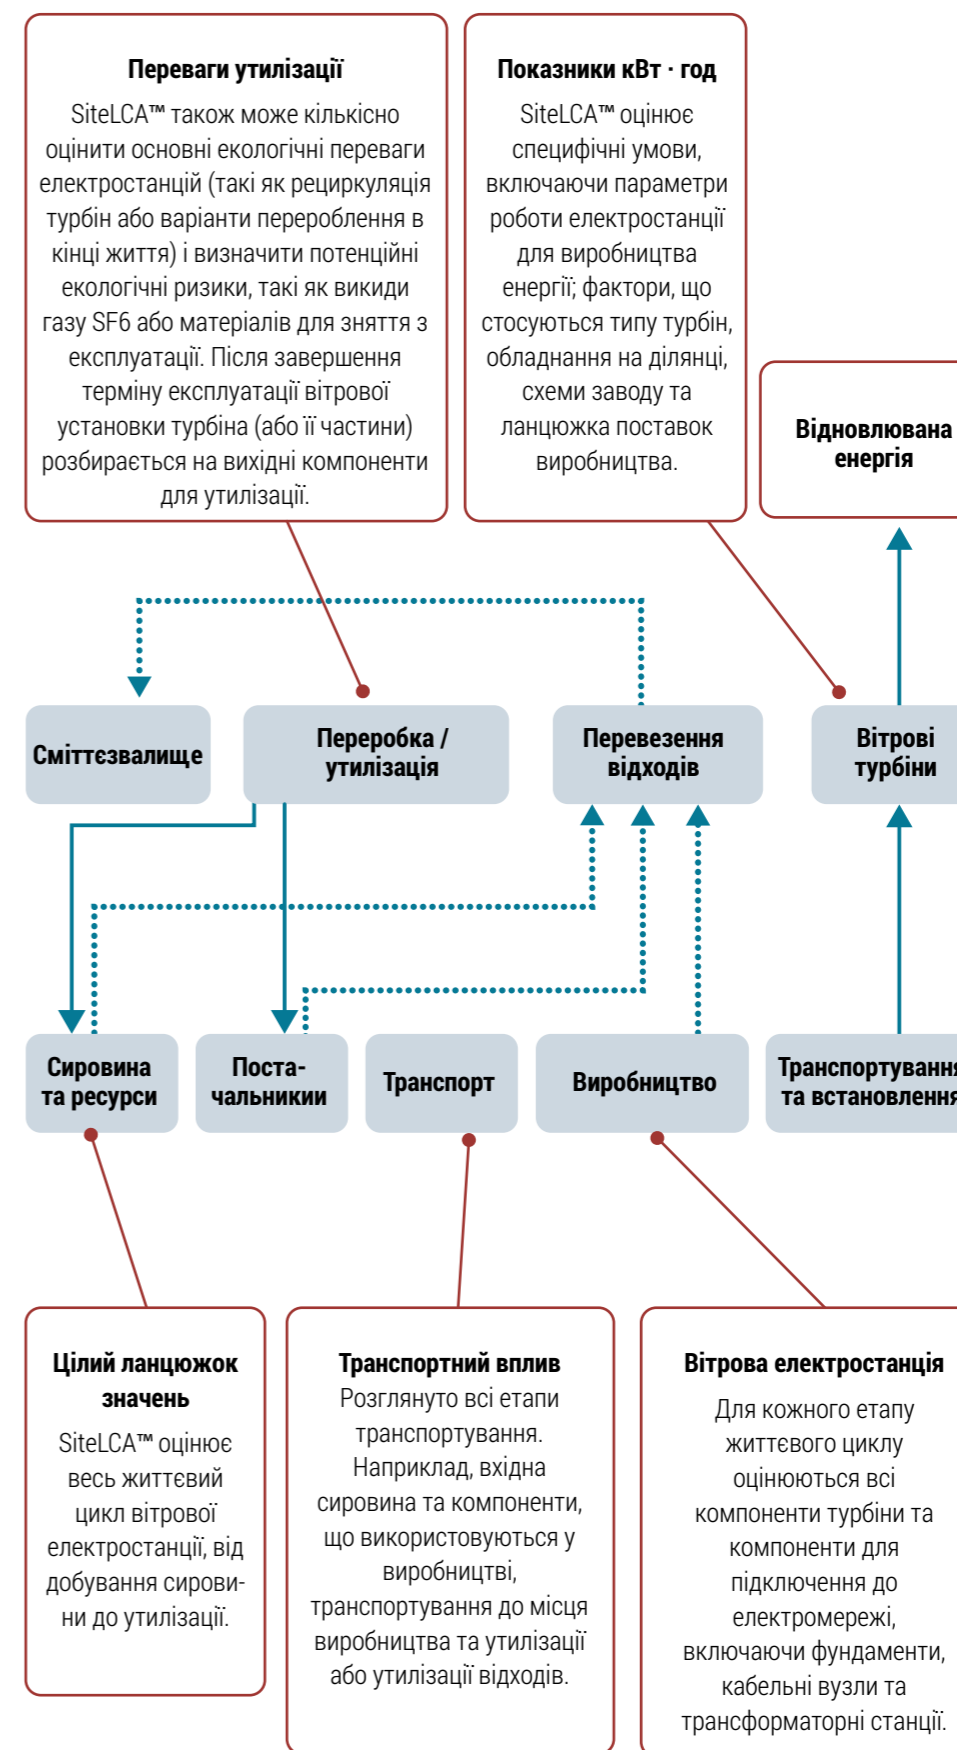 Переваги утилізації
SiteLCA™ також може кількісно
оцінити основні екологічні переваги
електростанцій (такі як рециркуляція
турбін або варіанти перероблення в
кінці життя) і визначити потенційні
екологічні ризики, такі як викиди
газу SF6 або матеріалів для зняття з
експлуатації. Після завершення
терміну експлуатації вітрової
установки турбіна (або її частини)
розбирається на вихідні компоненти
для утилізації.
Показники кВт · год
SiteLCA™ оцінює
специфічні умови,
включаючи параметри
роботи електростанції
для виробництва
енергії; фактори, що
стосуються типу турбін,
обладнання на ділянці,
схеми заводу та
ланцюжка поставок
виробництва.
Відновлювана
енергія
Сміттєзвалище
Переробка /
утилізація
Перевезення
відходів
Вітрові
турбіни
Сировина
та ресурси
Поста-
чальникии
Транспорт
Виробництво
Транспортування
та встановлення
Цілий ланцюжок
значень
SiteLCA™ оцінює
весь життєвий
цикл вітрової
електростанції, від
добування сирови-
ни до утилізації.
Транспортний вплив
Розглянуто всі етапи
транспортування.
Наприклад, вхідна
сировина та компоненти,
що використовуються у
виробництві,
транспортування до місця
виробництва та утилізації
або утилізації відходів.
Вітрова електростанція
Для кожного етапу
життєвого циклу
оцінюються всі
компоненти турбіни та
компоненти для
підключення до
електромережі,
включаючи фундаменти,
кабельні вузли та
трансформаторні станції.